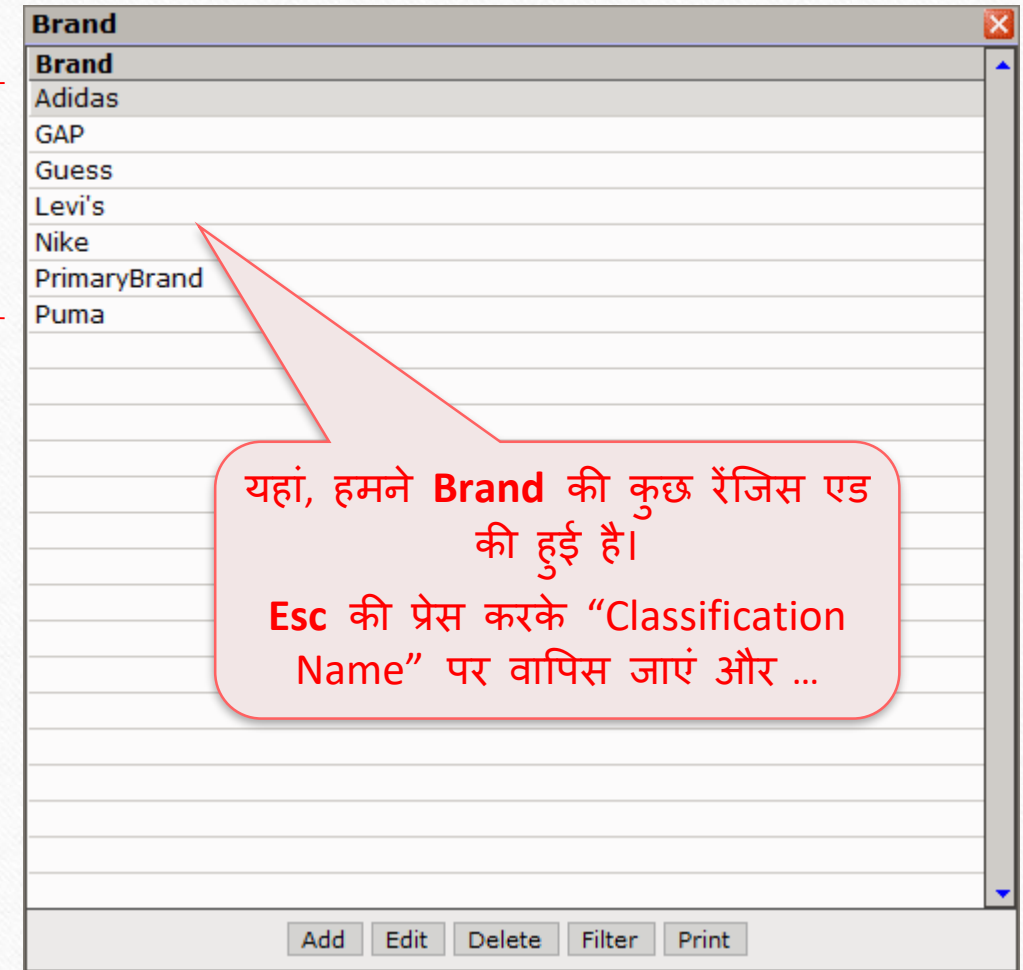 Brand
Brand
Adidas
GAP
Guess
Levi's
Nike
PrimaryBrand
Puma
यहां, हमने Brand की कुछ रेंजिस एड
की हुई है।
Esc की प्रेस करके “Classification
Name” पर वापिस जाएं और ...
Add Edit Delete Filter Print